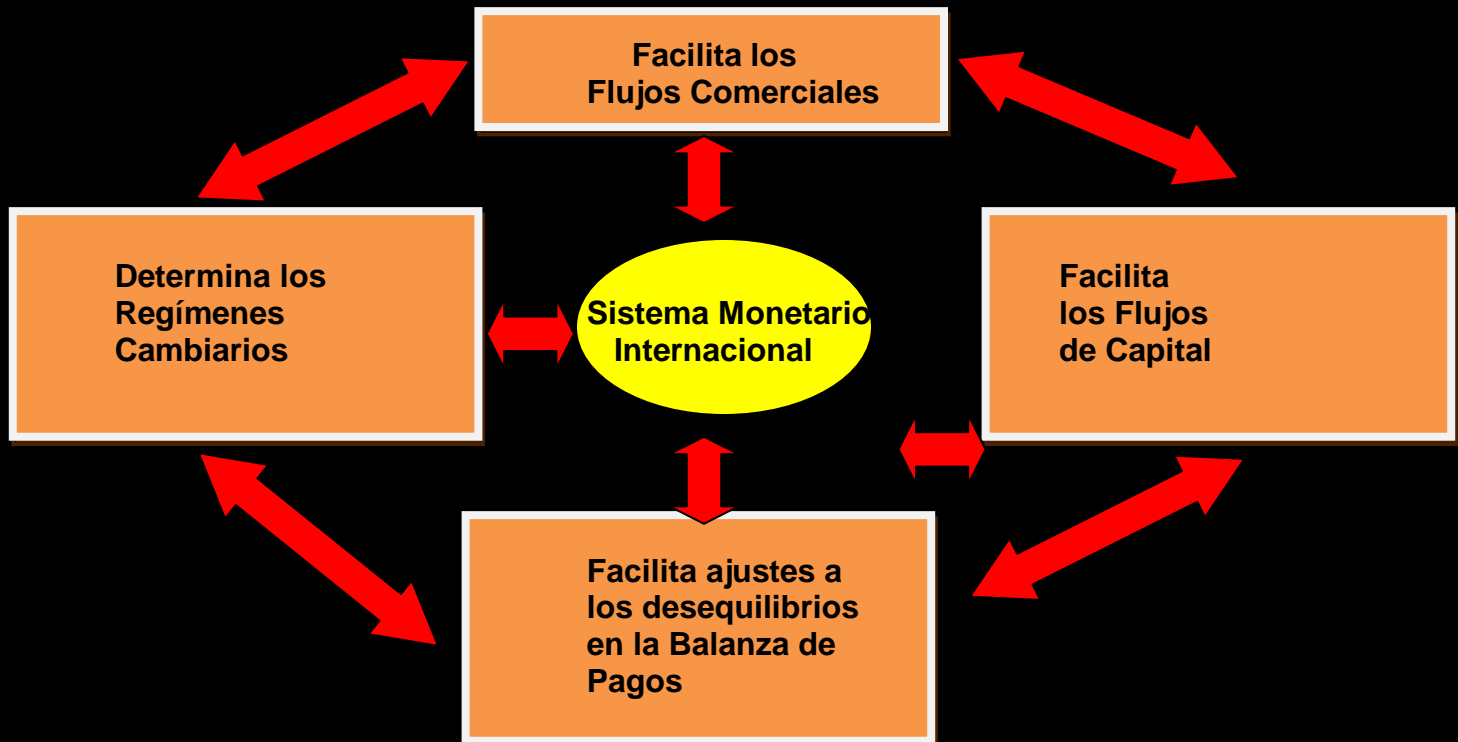 Facilita los
Flujos Comerciales
Determina los
Regímenes
Cambiarios
Sistema Monetario
Internacional
Facilita
los Flujos
de Capital
Facilita ajustes a
los desequilibrios
en la Balanza de
Pagos